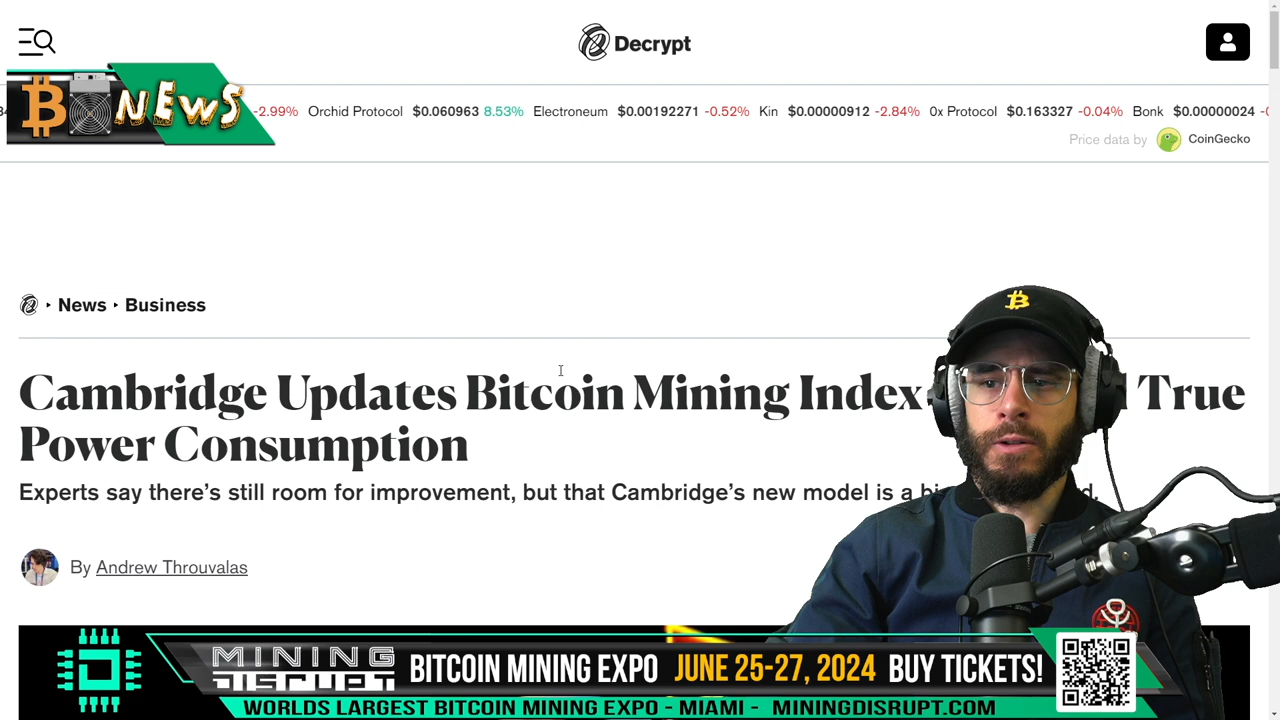 Decrypt
NEWS
-2.99% Orchid Protocol $0.060963 8.53% Electroneum $0.00192271 -0.52% Kin $0.00000912 -2.84% 0x Protocol $0.163327 -0.04% Bonk $0.00000024
Price data by CoinGecko
News ‣ Business
Cambridge Updates Bitcoin Mining Index True
Power Consumption
Experts say there's still room for improvement, but that Cambridge's new model is a
By Andrew Throuvalas
MINING
DISRUPT
BITCOIN MINING EXPO JUNE 25-27, 2024 BUY TICKETS!
WORLDS LARGEST BITCOIN MINING EXPO - MIAMI - MININGDISRUPT.COM